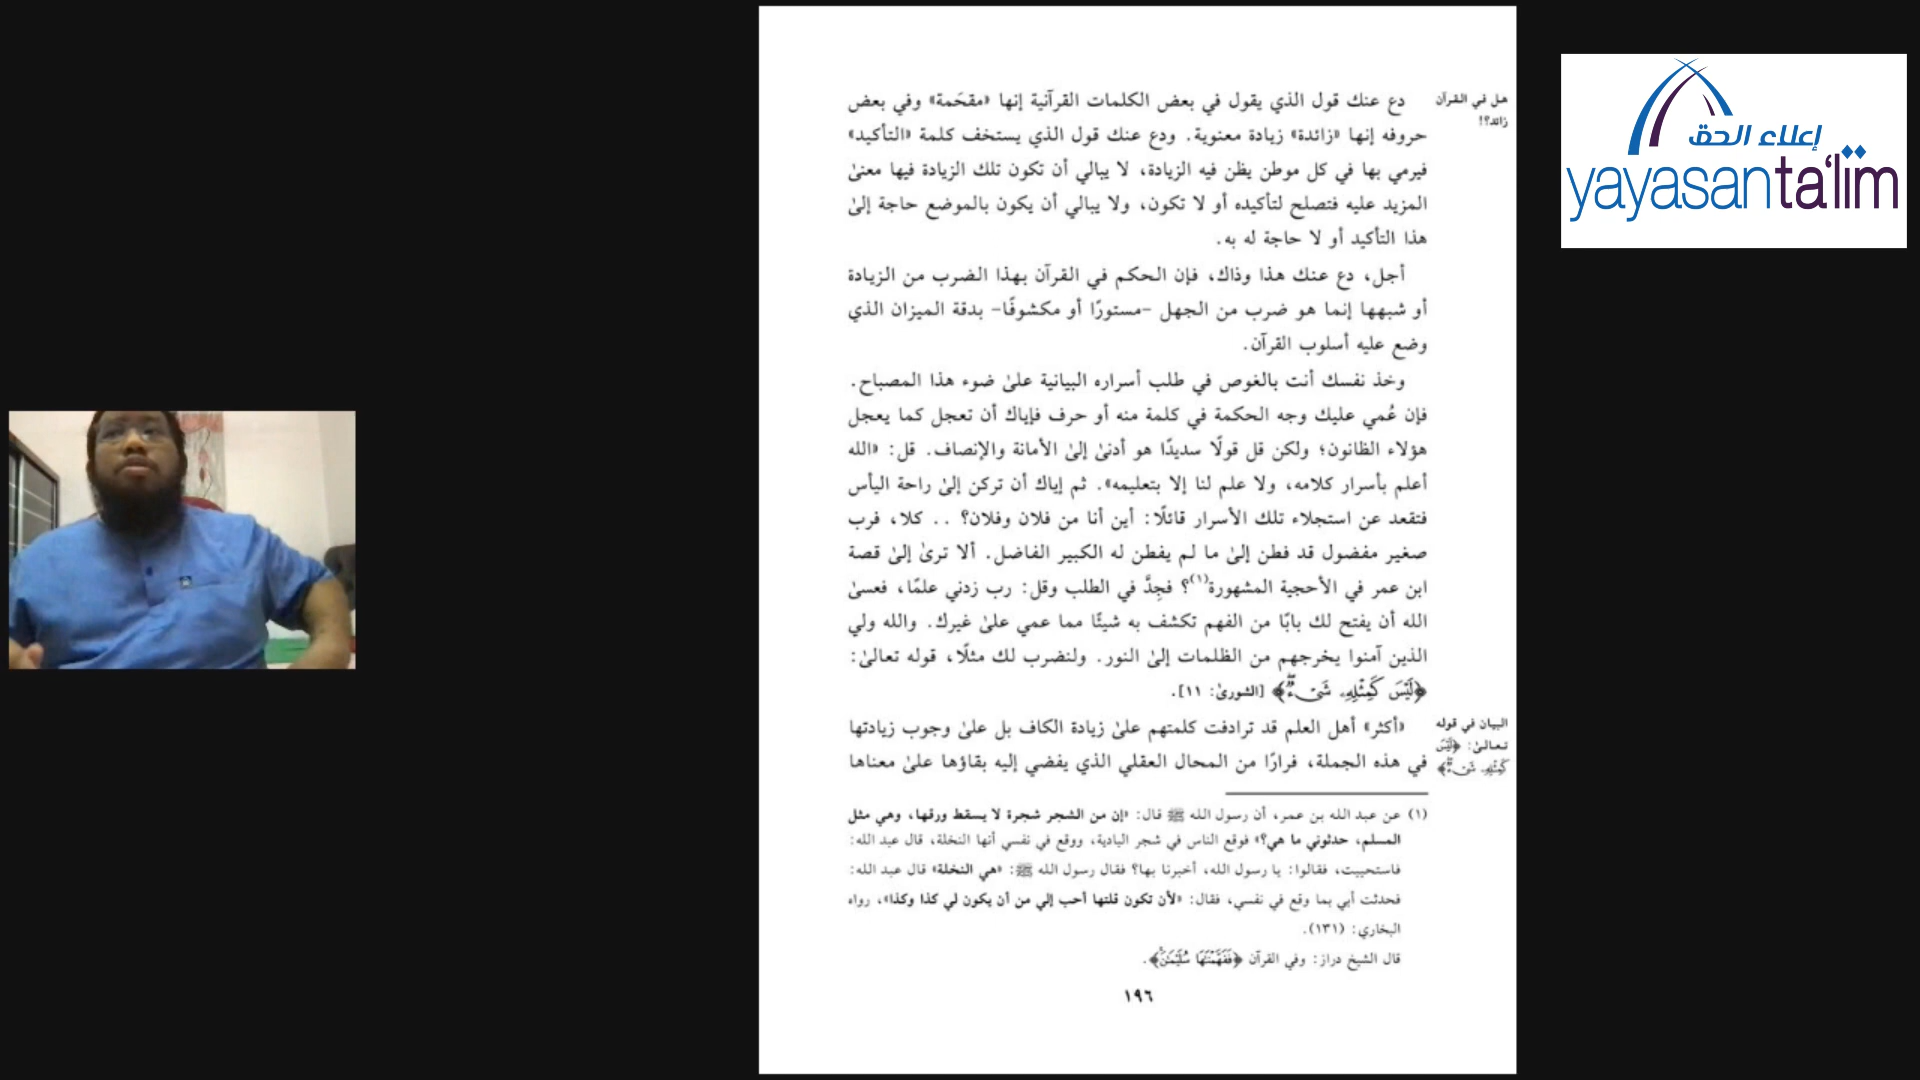 هل في القرآن
زائد؟!
دع عنك قول الذي يقول في بعض الكلمات القرآنية إنها «مقحَمة» وفي بعض
حروفه إنها «زائدة» زيادة معنوية. ودع عنك قول الذي يستخف كلمة «التأكيد»
فيرمي بها في كل موطن يظن فيه الزيادة، لا يبالي أن تكون تلك الزيادة فيها معنىٰ
المزيد عليه فتصلح لتأكيده أو لا تكون، ولا يبالي أن يكون بالموضع حاجة إلىٰ
هذا التأكيد أو لا حاجة له به.
أجل، دع عنك هذا وذاك، فإن الحكم في القرآن بهذا الضرب من الزيادة
أو شبهها إنما هو ضرب من الجهل -مستورًا أو مكشوفًا- بدقة الميزان الذي
وضع عليه أسلوب القرآن.
وخذ نفسك أنت بالغوص في طلب أسراره البيانية علىٰ ضوء هذا المصباح.
فإن عُمي عليك وجه الحكمة في كلمة منه أو حرف فإياك أن تعجل كما يعجل
هؤلاء الظانون؛ ولكن قل قولًا سديدًا هو أدنىٰ إلىٰ الأمانة والإنصاف. قل: «الله
أعلم بأسرار كلامه، ولا علم لنا إلا بتعليمه». ثم إياك أن تركن إلىٰ راحة اليأس
فتقعد عن استجلاء تلك الأسرار قائلًا: أين أنا من فلان وفلان؟ .. كلا، فرب
صغير مفضول قد فطن إلىٰ ما لم يفطن له الكبير الفاضل. ألا ترىٰ إلىٰ قصة
ابن عمر في الأحجية المشهورة(١)؟ فجِدَّ في الطلب وقل: رب زدني علمًا، فعسىٰ
الله أن يفتح لك بابًا من الفهم تكشف به شيئًا مما عمي علىٰ غيرك. والله ولي
الذين آمنوا يخرجهم من الظلمات إلىٰ النور. ولنضرب لك مثلًا، قوله تعالىٰ:
﴿لَيْسَ كَمِثْلِهِۦ شَىْءٌ﴾ [الشورىٰ: ١١].
البيان في قوله
تعالىٰ: ﴿لَيْسَ
كَمِثْلِهِۦ شَىْءٌ﴾
«أكثر» أهل العلم قد ترادفت كلمتهم علىٰ زيادة الكاف بل علىٰ وجوب زيادتها
في هذه الجملة، فرارًا من المحال العقلي الذي يفضي إليه بقاؤها علىٰ معناها
(١) عن عبد الله بن عمر، أن رسول الله ﷺ قال: «إن من الشجر شجرة لا يسقط ورقها، وهي مثل
المسلم، حدثوني ما هي؟» فوقع الناس في شجر البادية، ووقع في نفسي أنها النخلة، قال عبد الله:
فاستحييت، فقالوا: يا رسول الله، أخبرنا بها؟ فقال رسول الله ﷺ: «هي النخلة» قال عبد الله:
فحدثت أبي بما وقع في نفسي، فقال: «لأن تكون قلتها أحب إلي من أن يكون لي كذا وكذا»، رواه
البخاري: (١٣١).
قال الشيخ دراز: وفي القرآن ﴿فَفَهَّمْنَٰهَا سُلَيْمَٰنَ﴾.
١٩٦
إعلاء الحق
yayasanta'lim